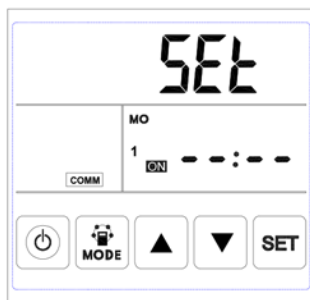 SEt
MO
1 ON --:--
COMM
MODE
SET